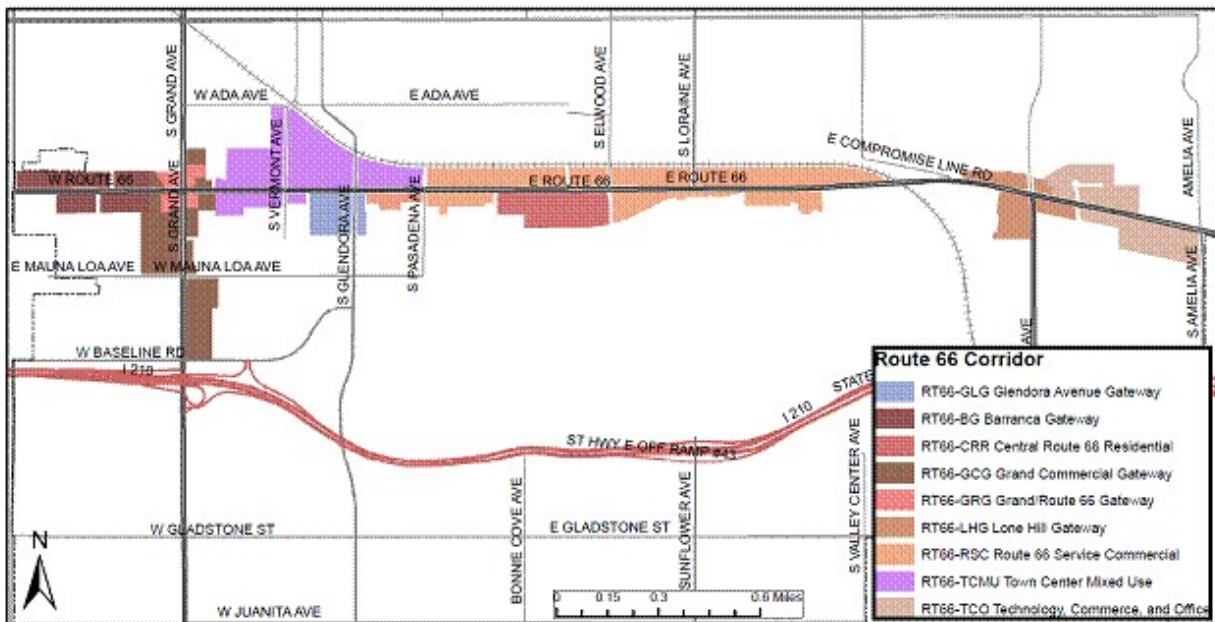 S GRAND AVE
W ADA AVE
E ADA AVE
S ELWOOD AVE
S LORAINE AVE
E COMPROMISE LINE RD
AMELIA AVE
W ROUTE 66
S GRAND AVE
S VERMONT AVE
S GLENDORA AVE
S PASADENA AVE
E ROUTE 66
E ROUTE 66
E MAUNA LOA AVE
W MAUNA LOA AVE
S AMELIA AVE
AVE
W BASELINE RD
I 210
STATE
I 210
ST HWY E OFF RAMP #43
W GLADSTONE ST
BONNIE COVE AVE
E GLADSTONE ST
SUNFLOWER AVE
S VALLEY CENTER AVE
N
W JUANITA AVE
0 0.15 0.3 0.6 Miles
Route 66 Corridor
RT66-GLG Glendora Avenue Gateway
RT66-BG Barranca Gateway
RT66-CRR Central Route 66 Residential
RT66-GCG Grand Commercial Gateway
RT66-GRG Grand/Route 66 Gateway
RT66-LHG Lone Hill Gateway
RT66-RSC Route 66 Service Commercial
RT66-TCMU Town Center Mixed Use
RT66-TCO Technology, Commerce, and Office